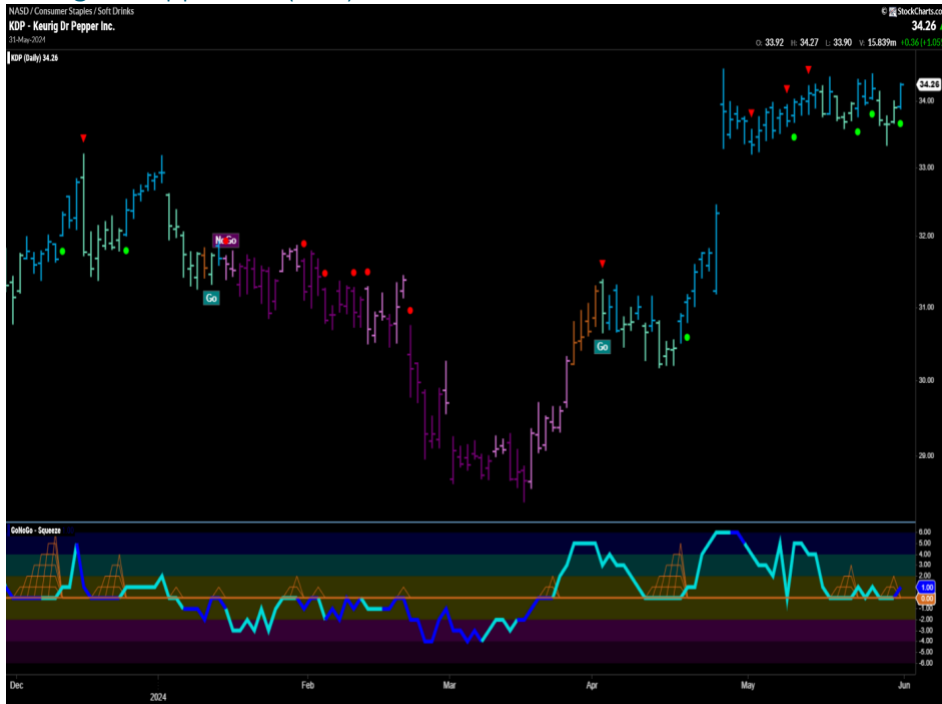 NASD / Consumer Staples / Soft Drinks
© StockCharts.co
KDP - Keurig Dr Pepper Inc.
34.26
31-May-2024
O: 33.92 H: 34.27 L: 33.90 V: 15.839m +0.36 (+1.05
KDP (Daily) 34.26
34.26
34.00
33.00
NoGo
32.00
Go
31.00
Go
30.00
29.00
GoNoGo - Squeeze
6.00
5.00
4.00
3.00
2.00
1.00
0.00
-1.00
-2.00
-3.00
-4.00
-5.00
-6.00
Dec
2024
Feb
Mar
Apr
May
Jun